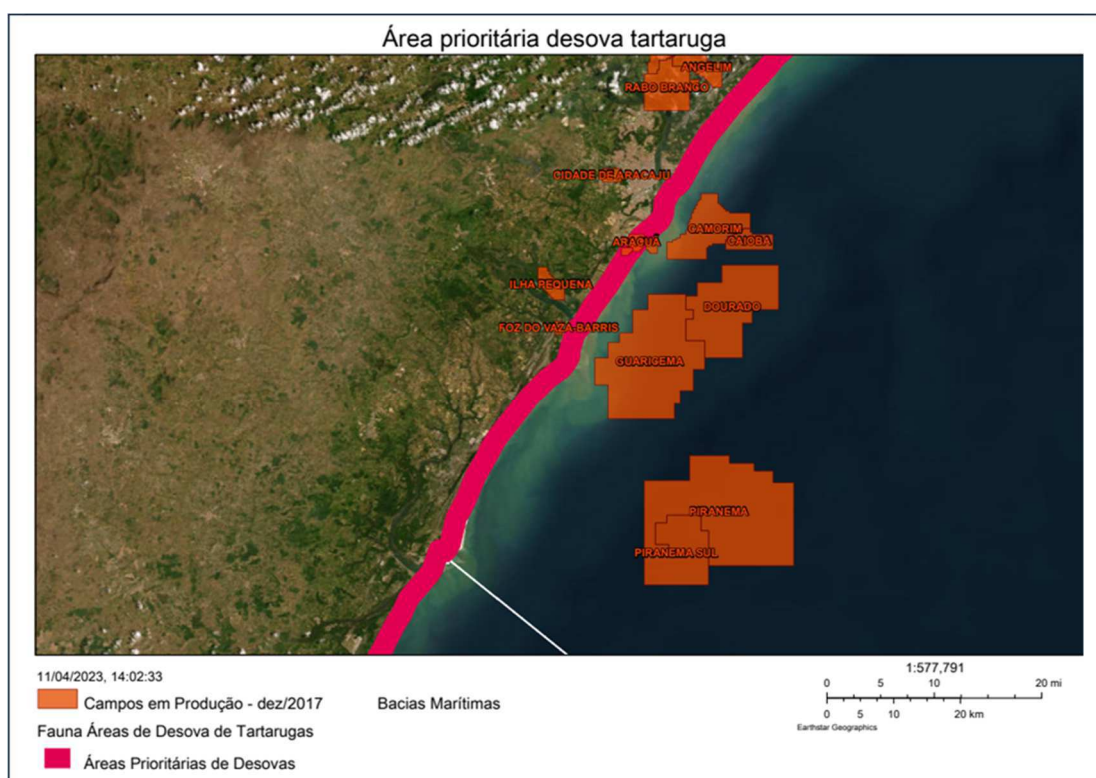 Área prioritária desova tartaruga
ANGELIM
RABO BRANCO
CIDADE DE ARACAJU
CAMORIM
ARAÇUÁ
CAIOBA
ILHA PEQUENA
DOURADO
FOZ DO VAZA-BARRIS
GUARICEMA
PIRANEMA
PIRANEMA SUL
11/04/2023, 14:02:33
Campos em Produção - dez/2017
Bacias Marítimas
Fauna Áreas de Desova de Tartarugas
Áreas Prioritárias de Desovas
1:577,791
0 5 10 20 mi
0 5 10 20 km
Earthstar Geographics